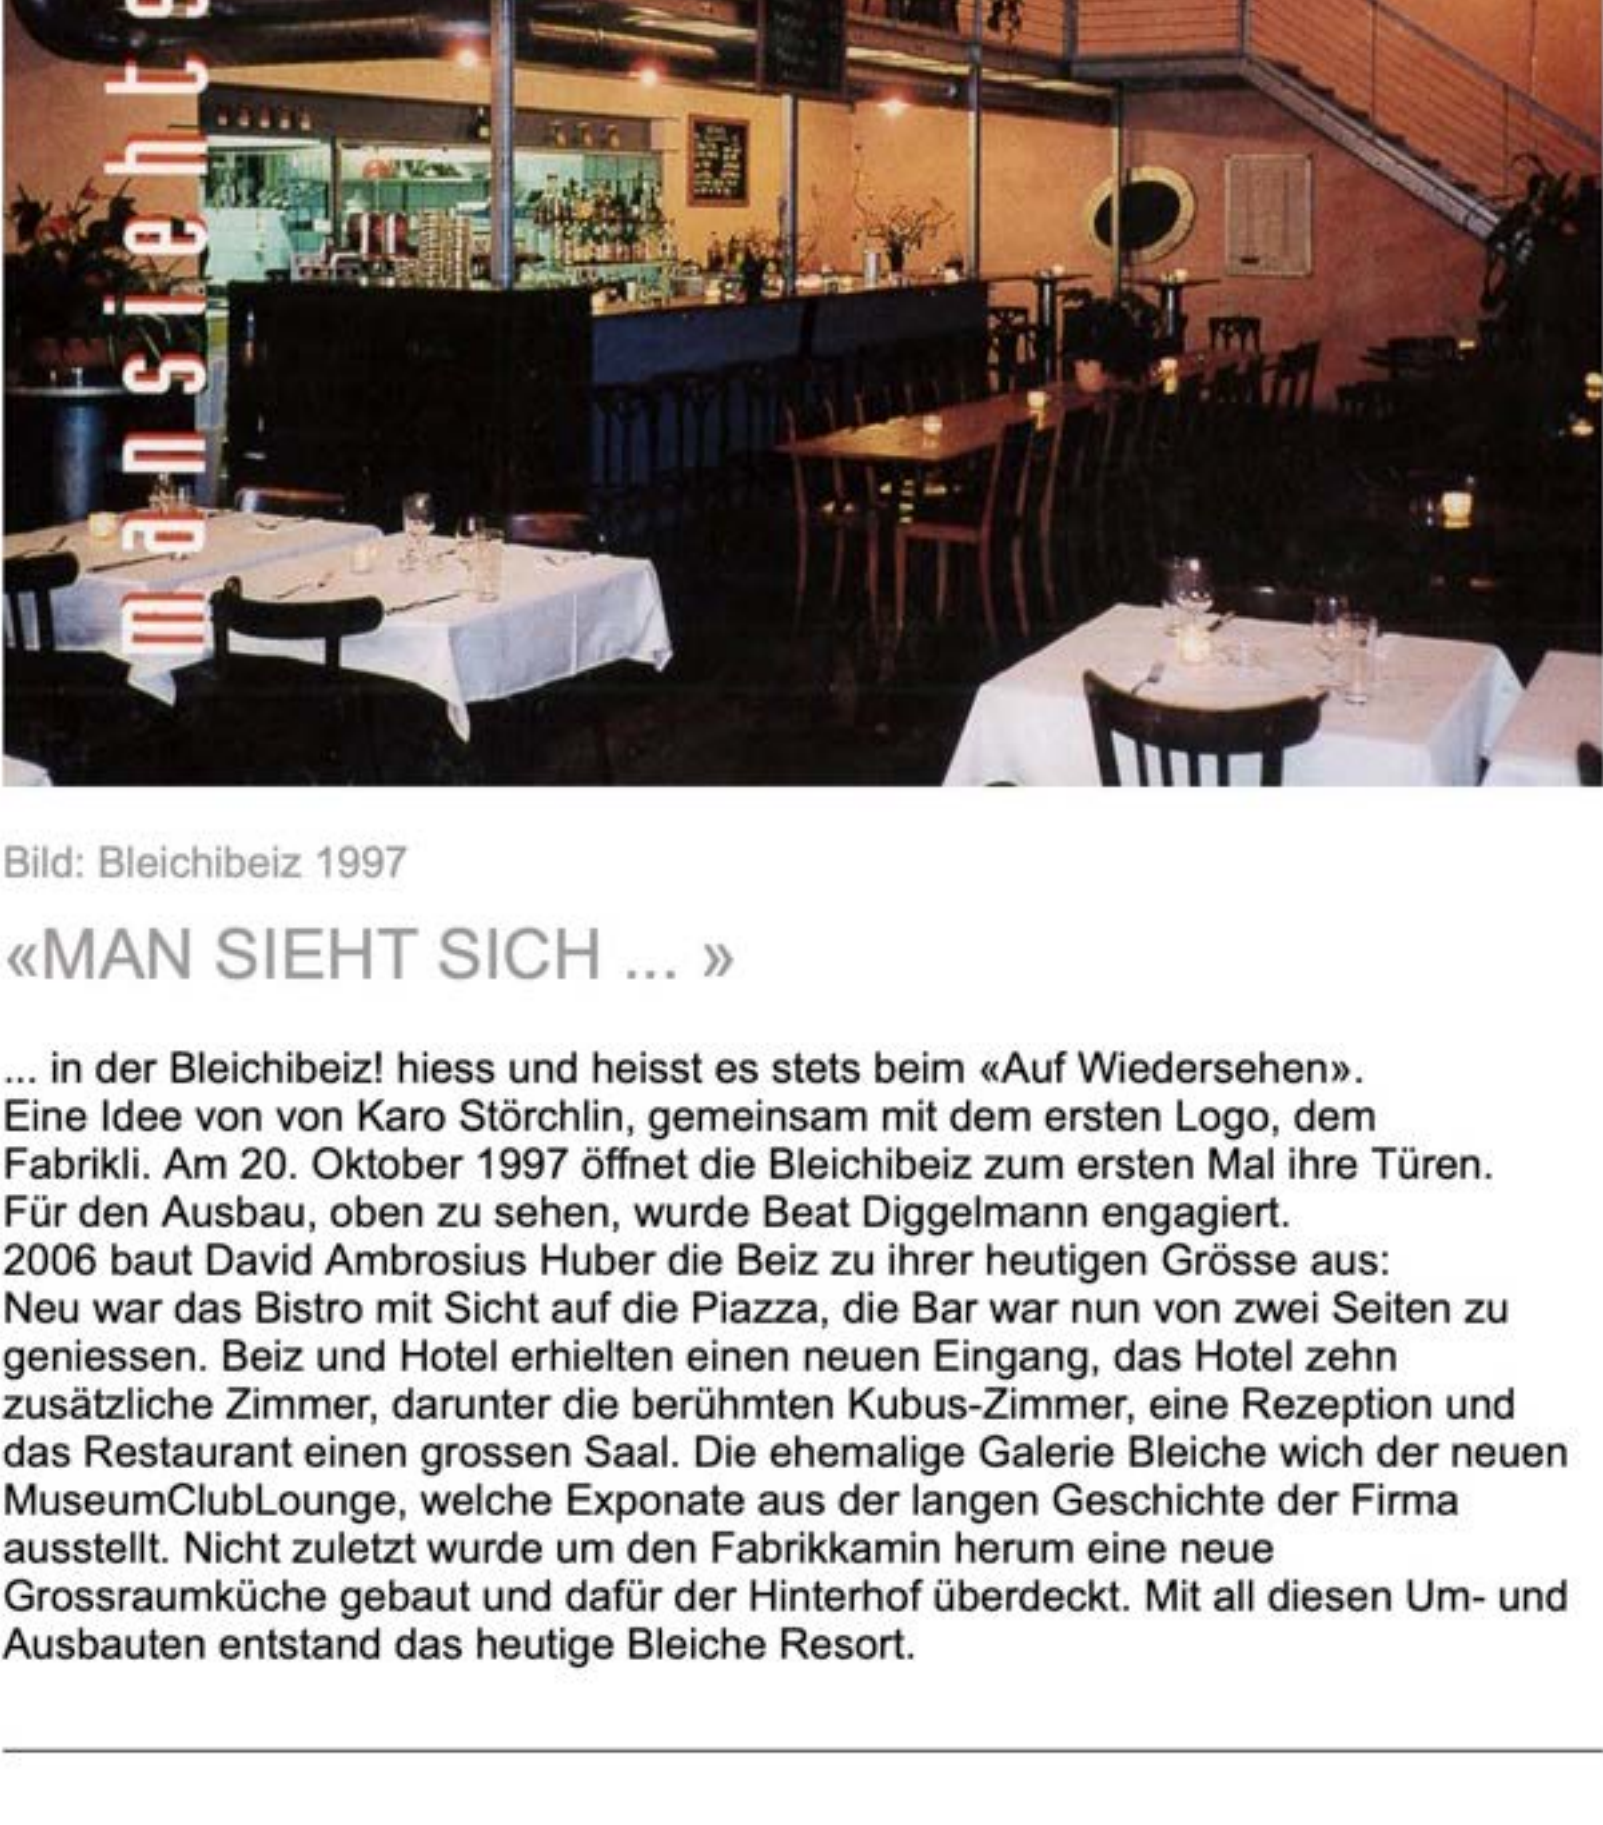 man sieht s
Bild: Bleichibeiz 1997
«MAN SIEHT SICH ... »
... in der Bleichibeiz! hiess und heisst es stets beim «Auf Wiedersehen».
Eine Idee von von Karo Störchlin, gemeinsam mit dem ersten Logo, dem
Fabrikli. Am 20. Oktober 1997 öffnet die Bleichibeiz zum ersten Mal ihre Türen.
Für den Ausbau, oben zu sehen, wurde Beat Diggelmann engagiert.
2006 baut David Ambrosius Huber die Beiz zu ihrer heutigen Grösse aus:
Neu war das Bistro mit Sicht auf die Piazza, die Bar war nun von zwei Seiten zu
geniessen. Beiz und Hotel erhielten einen neuen Eingang, das Hotel zehn
zusätzliche Zimmer, darunter die berühmten Kubus-Zimmer, eine Rezeption und
das Restaurant einen grossen Saal. Die ehemalige Galerie Bleiche wich der neuen
MuseumClubLounge, welche Exponate aus der langen Geschichte der Firma
ausstellt. Nicht zuletzt wurde um den Fabrikkamin herum eine neue
Grossraumküche gebaut und dafür der Hinterhof überdeckt. Mit all diesen Um- und
Ausbauten entstand das heutige Bleiche Resort.